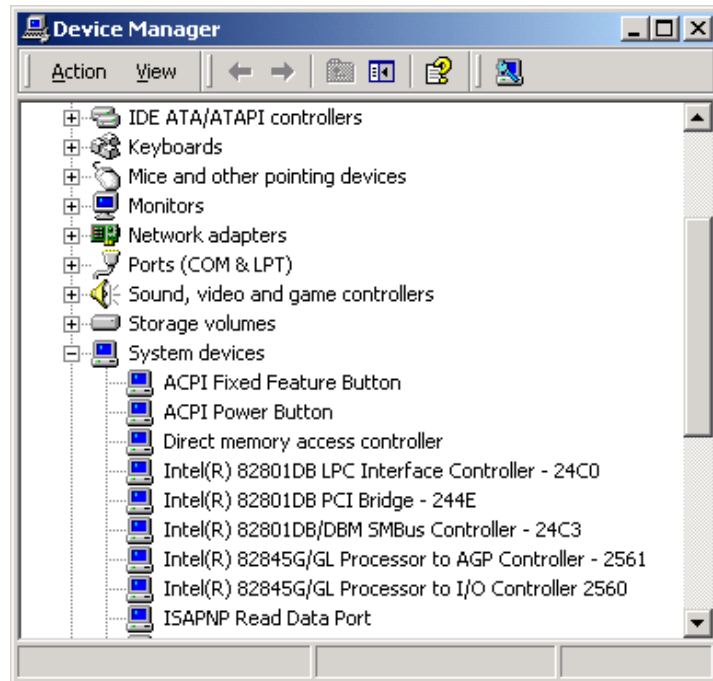 Device Manager
Action View
IDE ATA/ATAPI controllers
Keyboards
Mice and other pointing devices
Monitors
Network adapters
Ports (COM & LPT)
Sound, video and game controllers
Storage volumes
System devices
ACPI Fixed Feature Button
ACPI Power Button
Direct memory access controller
Intel(R) 82801DB LPC Interface Controller - 24C0
Intel(R) 82801DB PCI Bridge - 244E
Intel(R) 82801DB/DBM SMBus Controller - 24C3
Intel(R) 82845G/GL Processor to AGP Controller - 2561
Intel(R) 82845G/GL Processor to I/O Controller 2560
ISAPNP Read Data Port